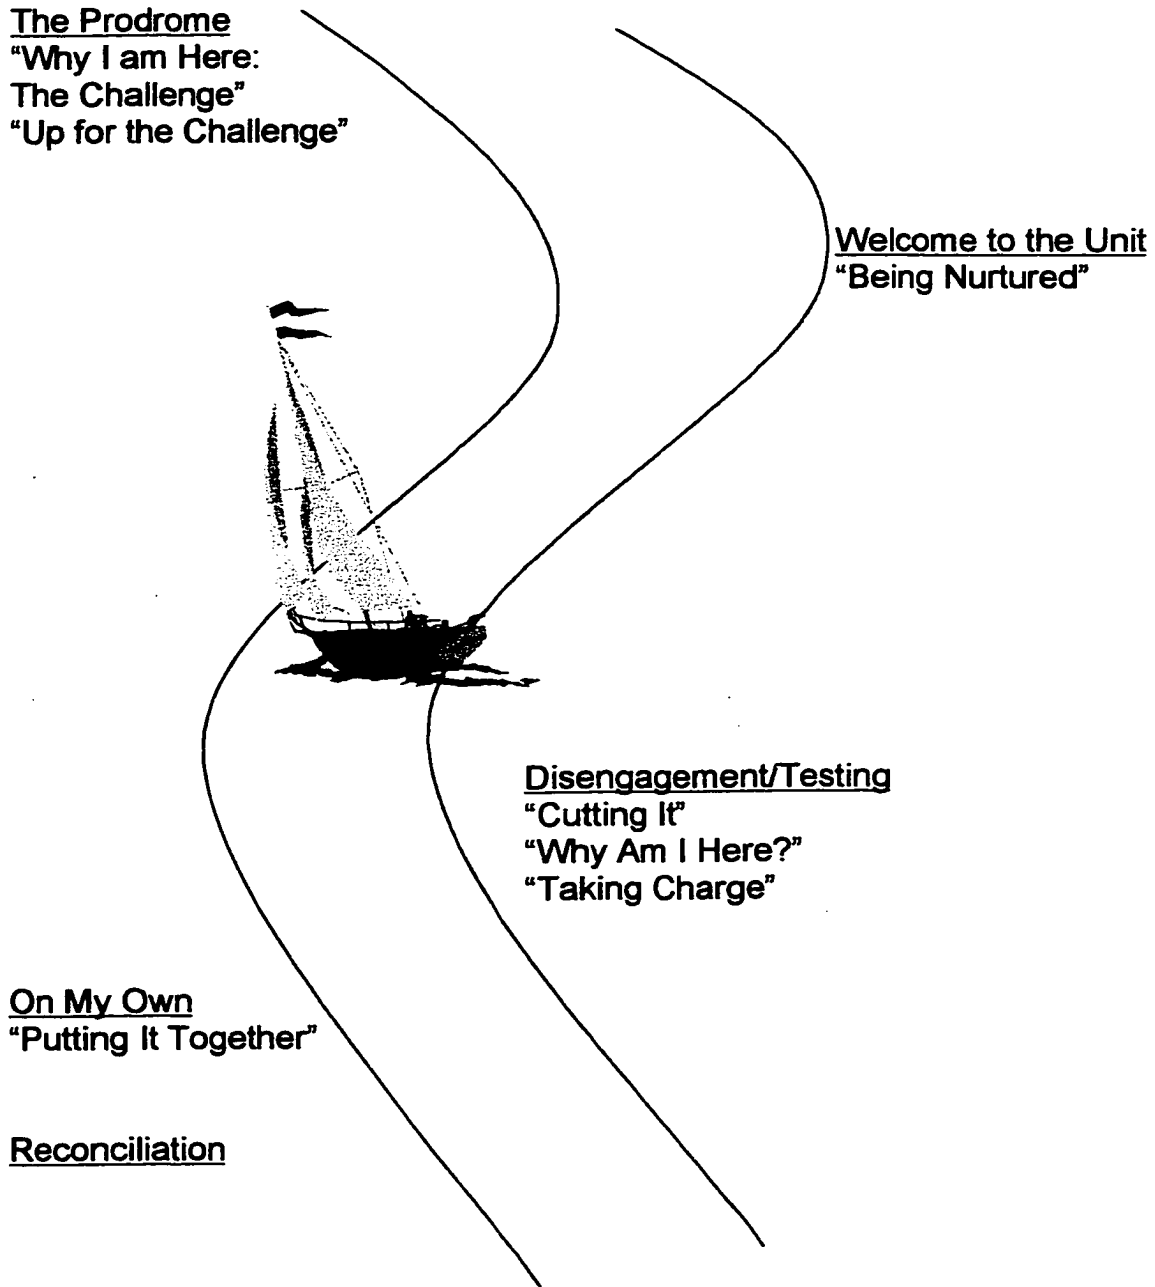 The Prodrome
“Why I am Here:
The Challenge”
“Up for the Challenge”
Welcome to the Unit
“Being Nurtured”
Disengagement/Testing
“Cutting It”
“Why Am I Here?”
“Taking Charge”
On My Own
“Putting It Together”
Reconciliation